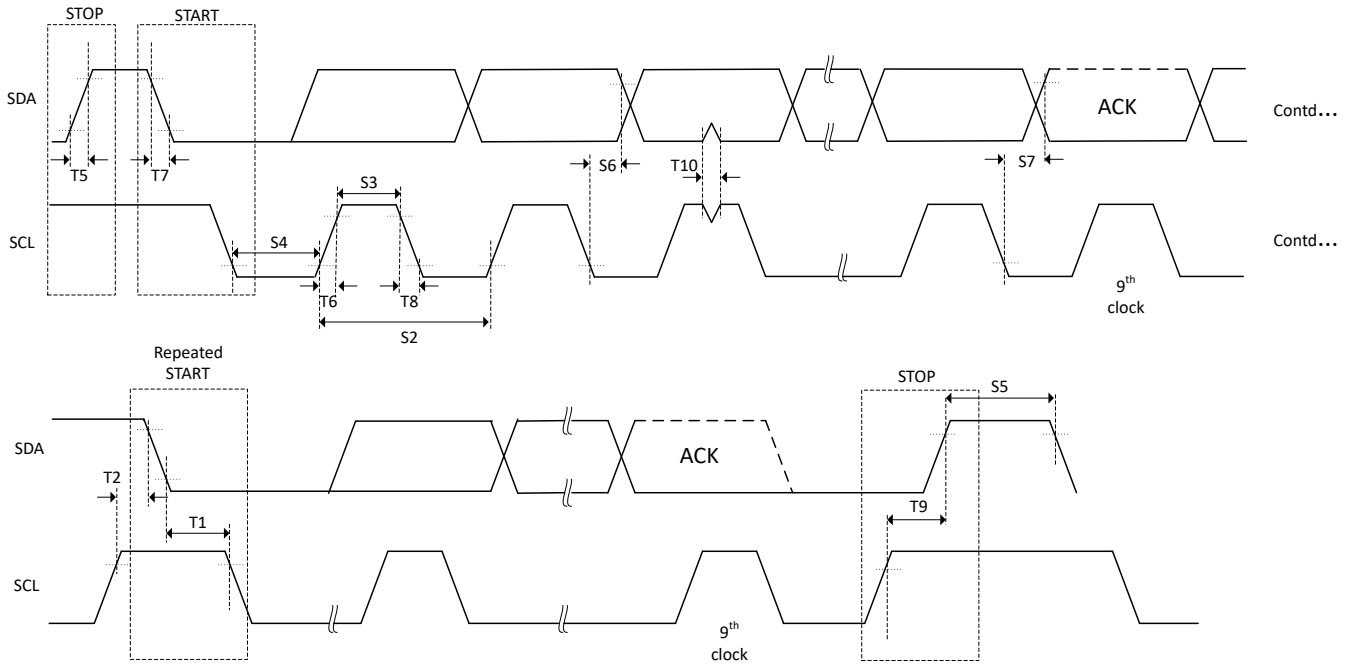 STOP START
SDA
ACK
Contd...
T5 T7 S6 T10 S7
S3
SCL
S4
Contd...
T6 T8
9th
clock
S2
Repeated
START
STOP
S5
SDA
ACK
T2
T9
T1
SCL
9th
clock